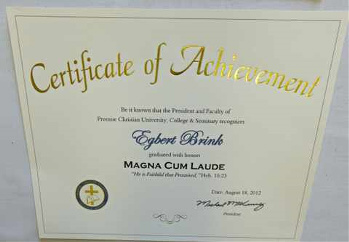 Certificate of Achievement
Be it known that the President and Faculty of
Christian University, College & Seminary recognizes
Egbert Brink
graduated with honors
MAGNA CUM LAUDE
"He is Faithful that Promised," Heb. 10:23
Date: August 18, 2012
President